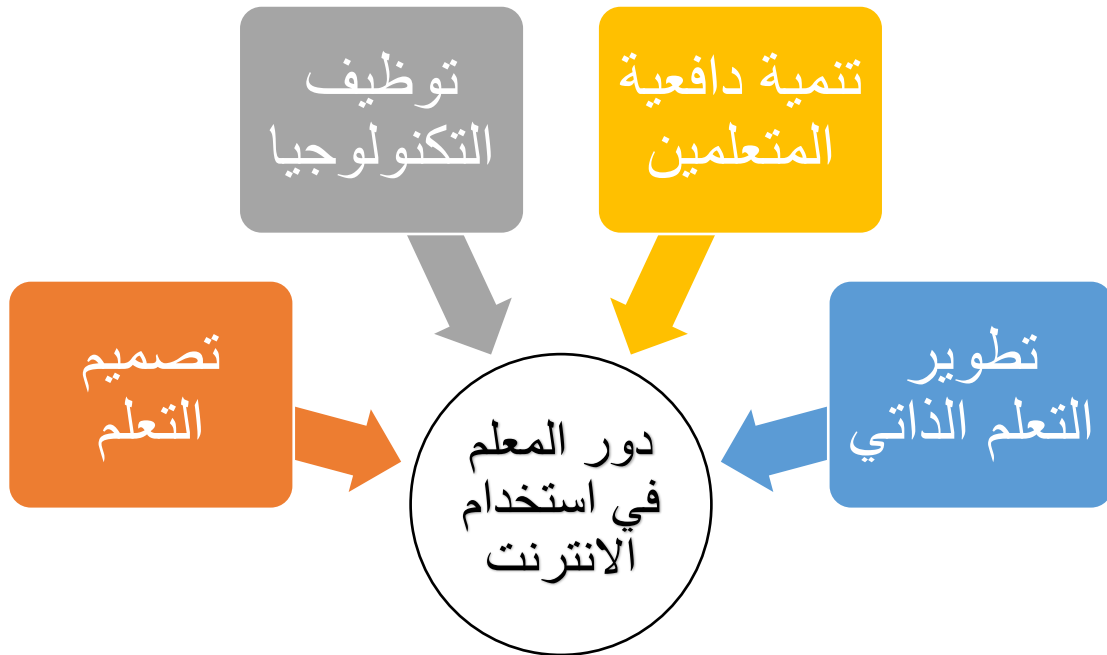 تنمية دافعية
المتعلمين
توظيف
التكنولوجيا
تطوير
التعلم الذاتي
تصميم
التعلم
دور المعلم
في استخدام
الانترنت